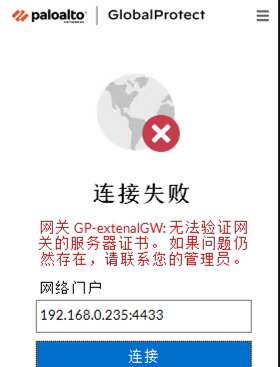 paloalto NETWORKS | GlobalProtect
连接失败
网关 GP-extenalGW: 无法验证网
关的服务器证书。如果问题仍
然存在，请联系您的管理员。
网络门户
192.168.0.235:4433
连接